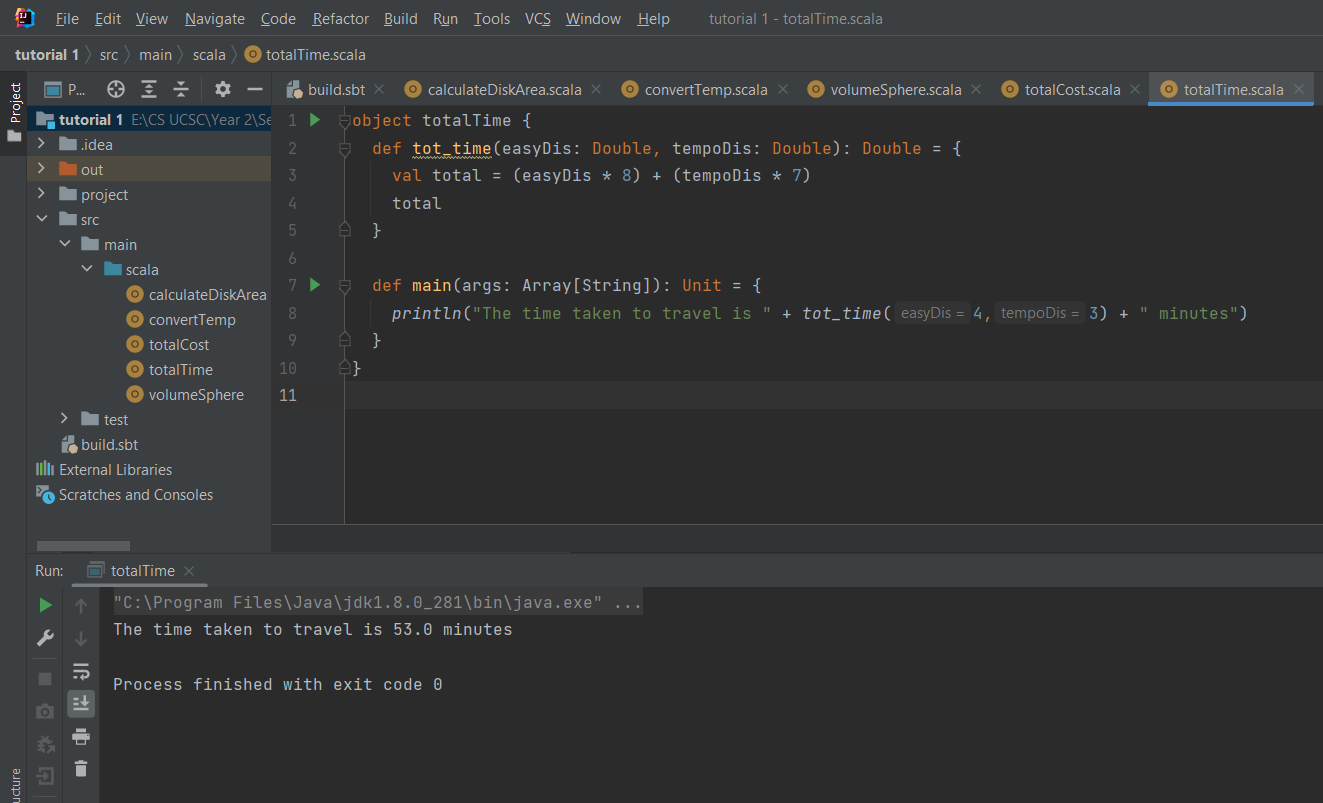 File Edit View Navigate Code Refactor Build Run Tools VCS Window Help tutorial 1 - totalTime.scala
tutorial 1 src main scala totalTime.scala
Project
P...
build.sbt calculateDiskArea.scala convertTemp.scala volumeSphere.scala totalCost.scala totalTime.scala
tutorial 1 E:\CS UCSC\Year 2\Se
.idea
out
project
src
main
scala
calculateDiskArea
convertTemp
totalCost
totalTime
volumeSphere
test
build.sbt
External Libraries
Scratches and Consoles
1 object totalTime {
2 def tot_time(easyDis: Double, tempoDis: Double): Double = {
3 val total = (easyDis * 8) + (tempoDis * 7)
4 total
5 }
6
7 def main(args: Array[String]): Unit = {
8 println("The time taken to travel is " + tot_time( easyDis = 4, tempoDis = 3) + " minutes")
9 }
10 }
11
Run: totalTime
"C:\Program Files\Java\jdk1.8.0_281\bin\java.exe" ...
The time taken to travel is 53.0 minutes
Process finished with exit code 0